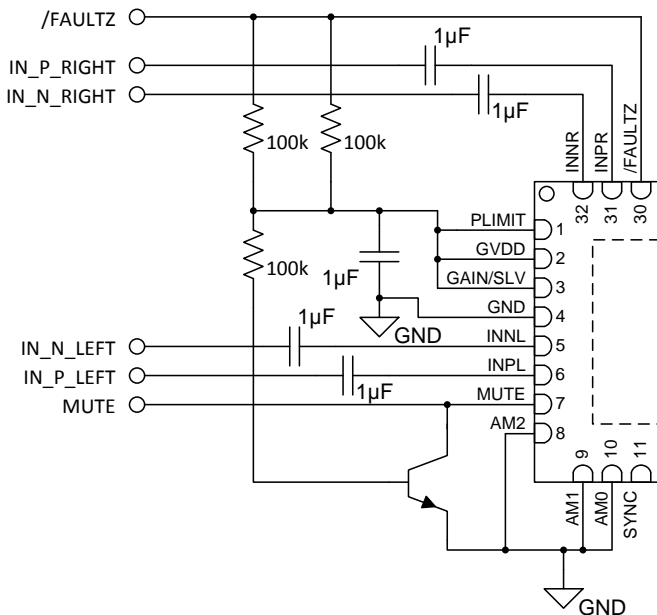 /FAULTZ
1µF
IN_P_RIGHT
IN_N_RIGHT
1µF
100k
100k
INNR
INPR
/FAULTZ
32
31
30
PLIMIT
1
GVDD
2
100k
1µF
GAIN/SLV
3
GND
4
GND
1µF
IN_N_LEFT
INNL
5
IN_P_LEFT
INPL
6
1µF
MUTE
MUTE
7
AM2
8
9
10
11
AM1
AM0
SYNC
GND